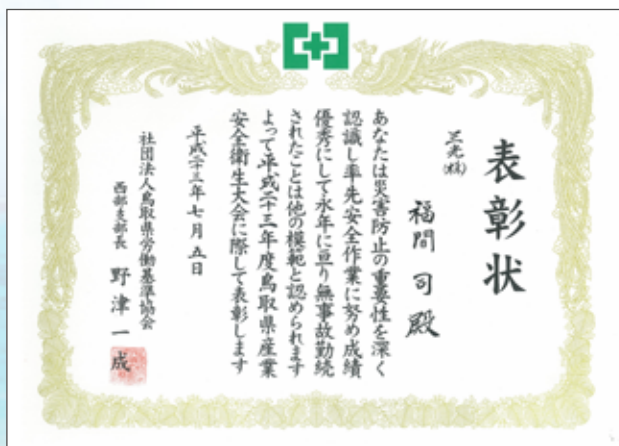 表彰状
三光㈱
福間司殿
あなたは災害防止の重要性を深く
認識し率先安全作業に努め成績
優秀にして永年に亘り無事故勤続
されたことは他の模範と認められます
よって平成二十三年度鳥取県産業
安全衛生大会に際して表彰します
平成二十三年七月五日
社団法人鳥取県労働基準協会
西部支部長 野津一成